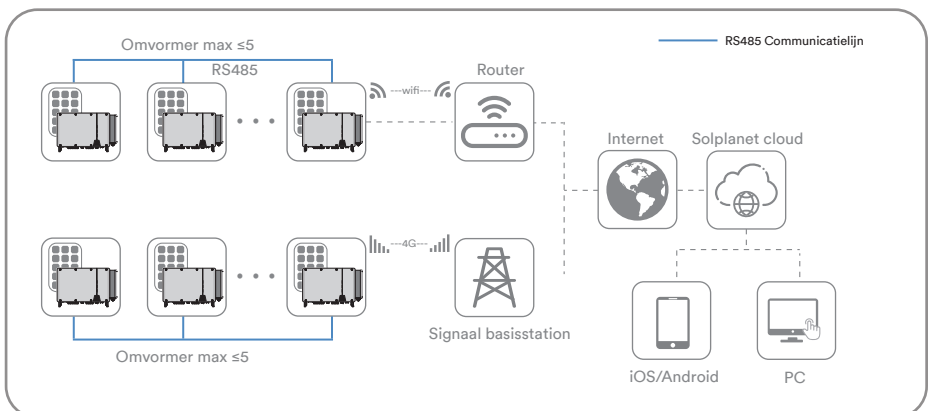 Omvormer max ≤5
RS485 Communicatielijn
RS485
---wifi---
Router
Internet
Solplanet cloud
---4G---
Signaal basisstation
Omvormer max ≤5
iOS/Android
PC